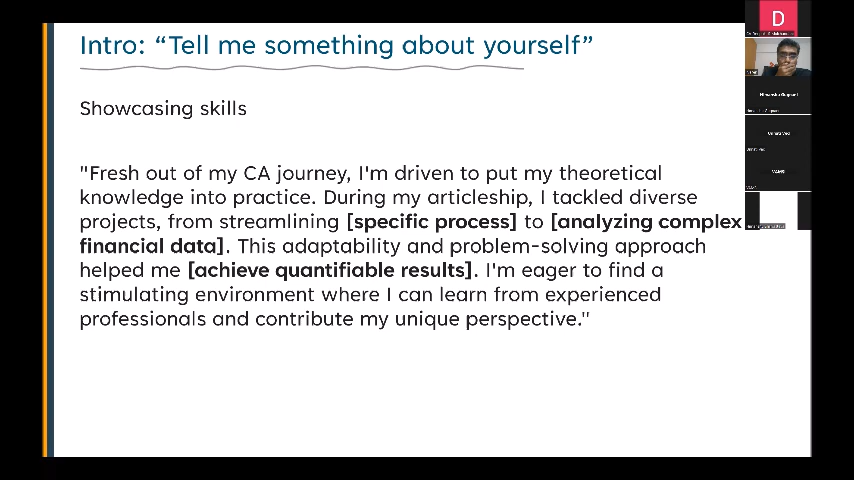 Intro: “Tell me something about yourself”
Showcasing skills
"Fresh out of my CA journey, I'm driven to put my theoretical
knowledge into practice. During my articleship, I tackled diverse
projects, from streamlining [specific process] to [analyzing complex
financial data]. This adaptability and problem-solving approach
helped me [achieve quantifiable results]. I'm eager to find a
stimulating environment where I can learn from experienced
professionals and contribute my unique perspective."
D